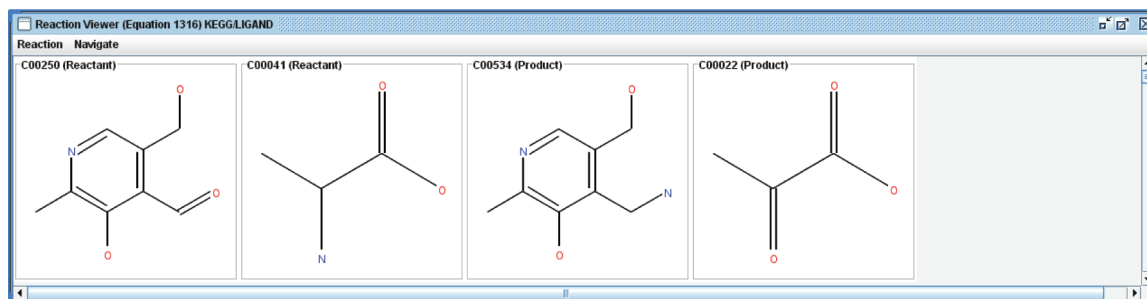 Reaction Viewer (Equation 1316) KEGG/LIGAND
Reaction Navigate
C00250 (Reactant) C00041 (Reactant) C00534 (Product) C00022 (Product)
O O O O
N N
O N
O O
O N O O